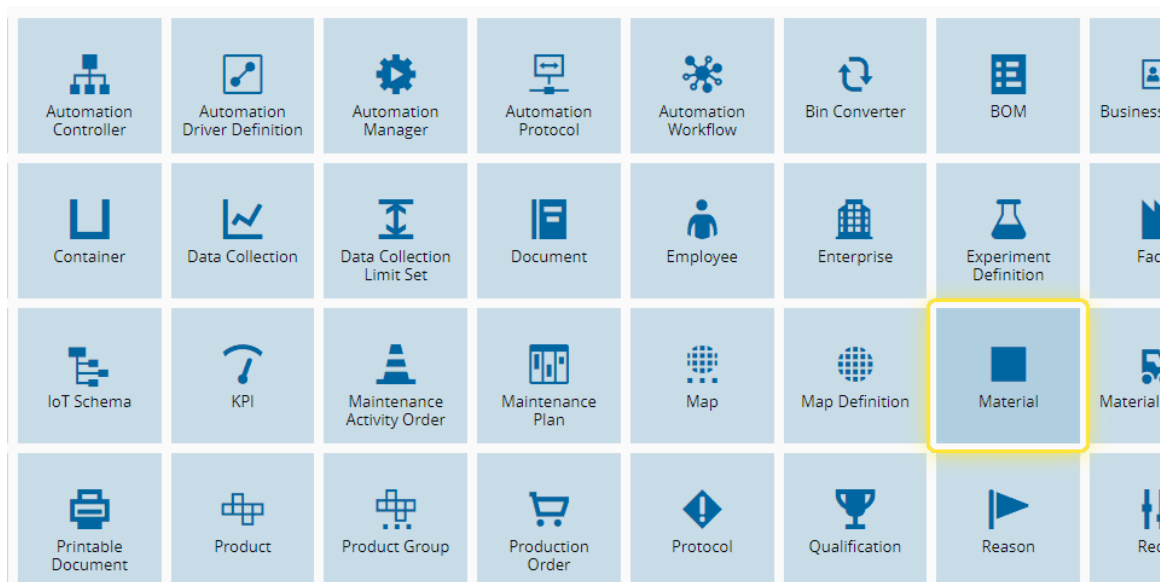 Automation
Controller
Automation
Driver Definition
Automation
Manager
Automation
Protocol
Automation
Workflow
Bin Converter
BOM
Business
Container
Data Collection
Data Collection
Limit Set
Document
Employee
Enterprise
Experiment
Definition
IoT Schema
KPI
Maintenance
Activity Order
Maintenance
Plan
Map
Map Definition
Material
Material
Printable
Document
Product
Product Group
Production
Order
Protocol
Qualification
Reason